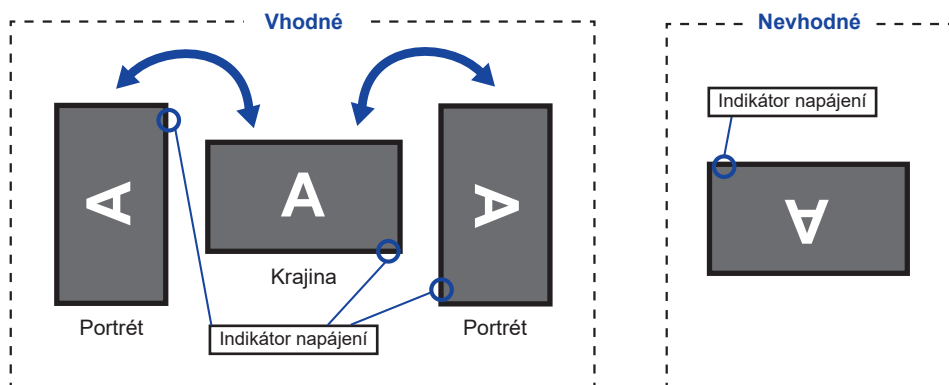 Vhodné
Nevhodné
Indikátor napájení
A
A
A
A
Krajina
Portrét
Indikátor napájení
Portrét